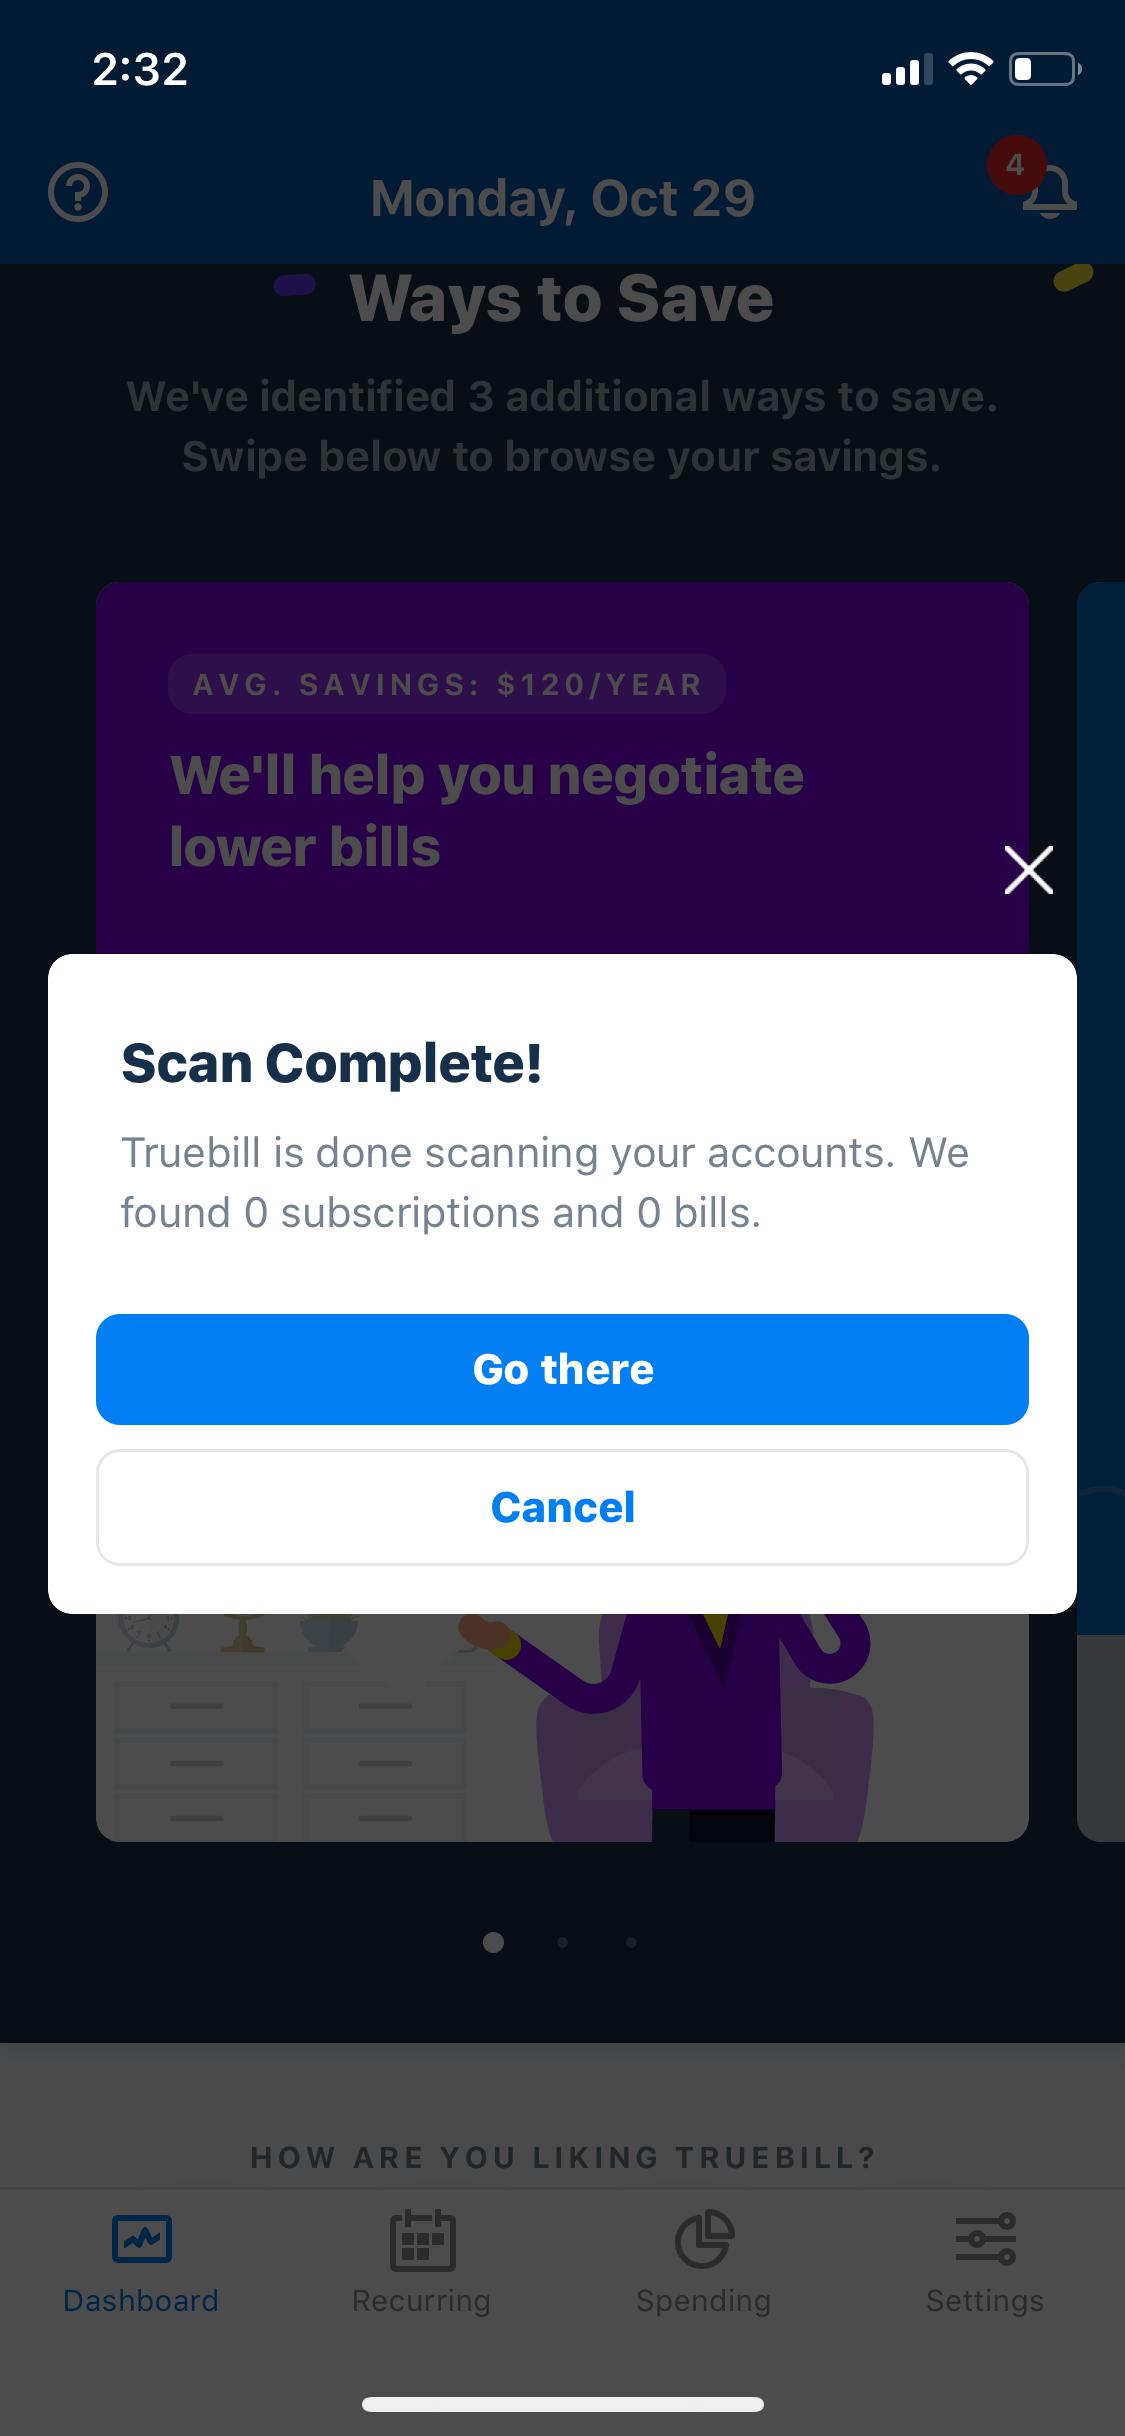 2:32
4
Monday, Oct 29
Ways to Save
We've identified 3 additional ways to save.
Swipe below to browse your savings.
AVG. SAVINGS: $120/YEAR
We'll help you negotiate
lower bills
Scan Complete!
Truebill is done scanning your accounts. We
found 0 subscriptions and 0 bills.
Go there
Cancel
HOW ARE YOU LIKING TRUEBILL?
Dashboard
Recurring
Spending
Settings